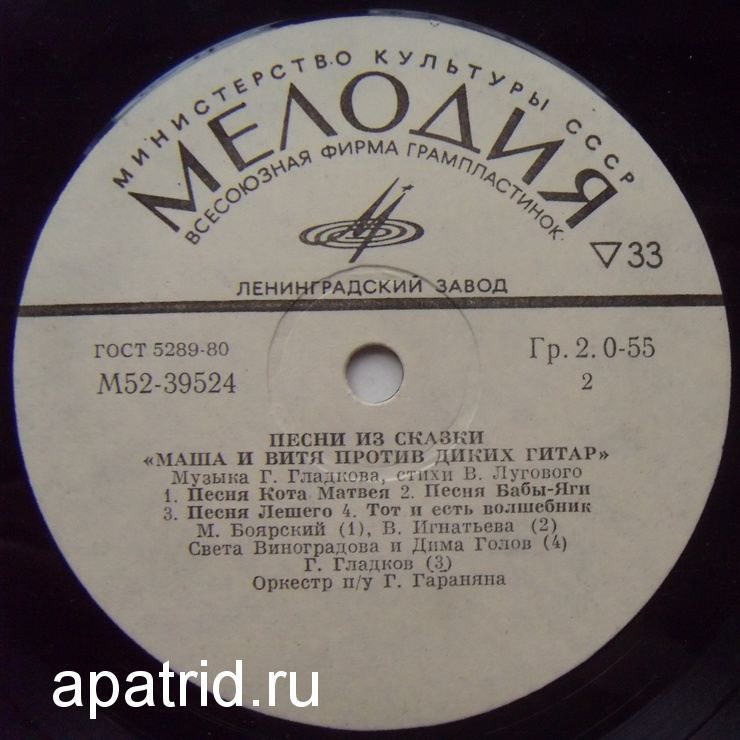 МИНИСТЕРСТВО КУЛЬТУРЫ СССР
МЕЛОДИЯ
ВСЕСОЮЗНАЯ ФИРМА ГРАМПЛАСТИНОК
▽33
ЛЕНИНГРАДСКИЙ ЗАВОД
ГОСТ 5289-80
Гр. 2. 0-55
М52-39524
2
ПЕСНИ ИЗ СКАЗКИ
«МАША И ВИТЯ ПРОТИВ ДИКИХ ГИТАР»
Музыка Г. Гладкова, стихи В. Лугового
1. Песня Кота Матвея 2. Песня Бабы-Яги
3. Песня Лешего 4. Тот и есть волшебник
М. Боярский (1), В. Игнатьева (2)
Света Виноградова и Дима Голов (4)
Г. Гладков (3)
Оркестр п/у Г. Гараняна
apatrid.ru